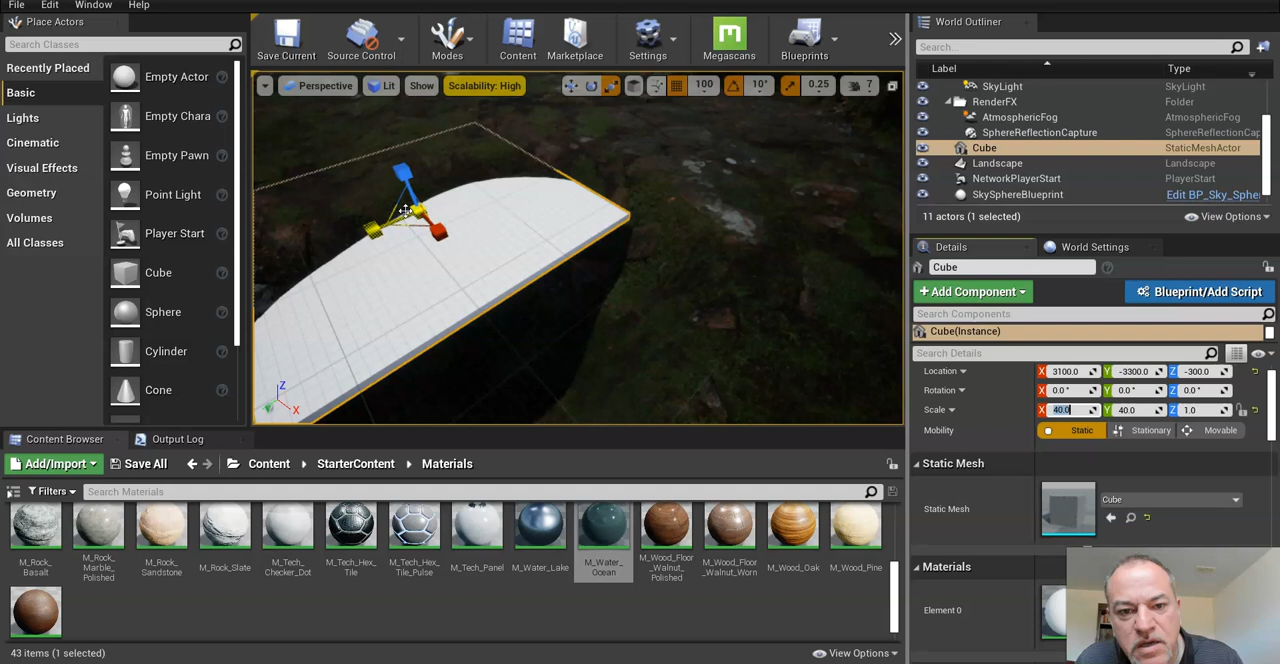 File Edit Window Help
Place Actors
Search Classes
Recently Placed
Basic
Lights
Cinematic
Visual Effects
Geometry
Volumes
All Classes
Empty Actor
Empty Chara
Empty Pawn
Point Light
Player Start
Cube
Sphere
Cylinder
Cone
Save Current
Source Control
Modes
Content
Marketplace
Settings
Megascans
Blueprints
Perspective
Lit
Show
Scalability: High
100
10°
0.25
7
Z
X
World Outliner
Search...
Label
Type
SkyLight SkyLight
RenderFX Folder
AtmosphericFog AtmosphericFog
SphereReflectionCapture SphereReflectionCap
Cube StaticMeshActor
Landscape Landscape
NetworkPlayerStart PlayerStart
SkySphereBlueprint Edit BP_Sky_Sphe
11 actors (1 selected)
View Options
Details
World Settings
Cube
Add Component
Blueprint/Add Script
Search Components
Cube(Instance)
Search Details
Location X 3100.0 Y -3300.0 Z -300.0
Rotation X 0.0 ° Y 0.0 ° Z 0.0 °
Scale X 40.0 Y 40.0 Z 1.0
Mobility Static Stationary Movable
Static Mesh
Static Mesh
Cube
Materials
Element 0
Content Browser
Output Log
Add/Import
Save All
Content
StarterContent
Materials
Filters
Search Materials
M_Rock_
Basalt
M_Rock_
Marble_
Polished
M_Rock_
Sandstone
M_Rock_Slate
M_Tech_
Checker_Dot
M_Tech_Hex_
Tile
M_Tech_Hex_
Tile_Pulse
M_Tech_Panel
M_Water_Lake
M_Water_
Ocean
M_Wood_Floor
_Walnut_
Polished
M_Wood_Floor
_Walnut_Worn
M_Wood_Oak
M_Wood_Pine
43 items (1 selected)
View Options